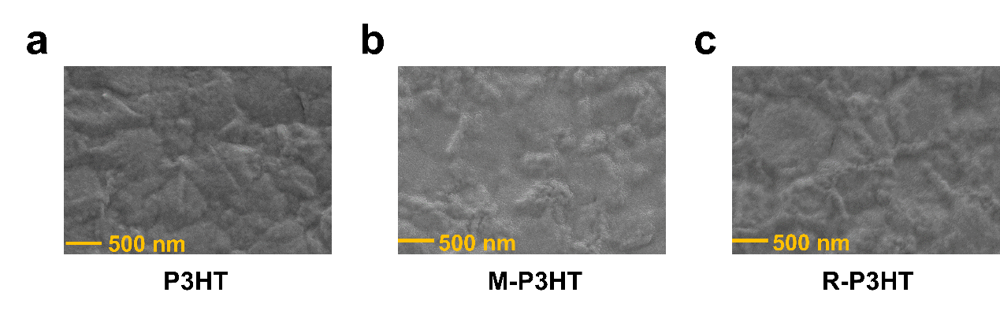 a
b
c
500 nm
500 nm
500 nm
P3HT
M-P3HT
R-P3HT